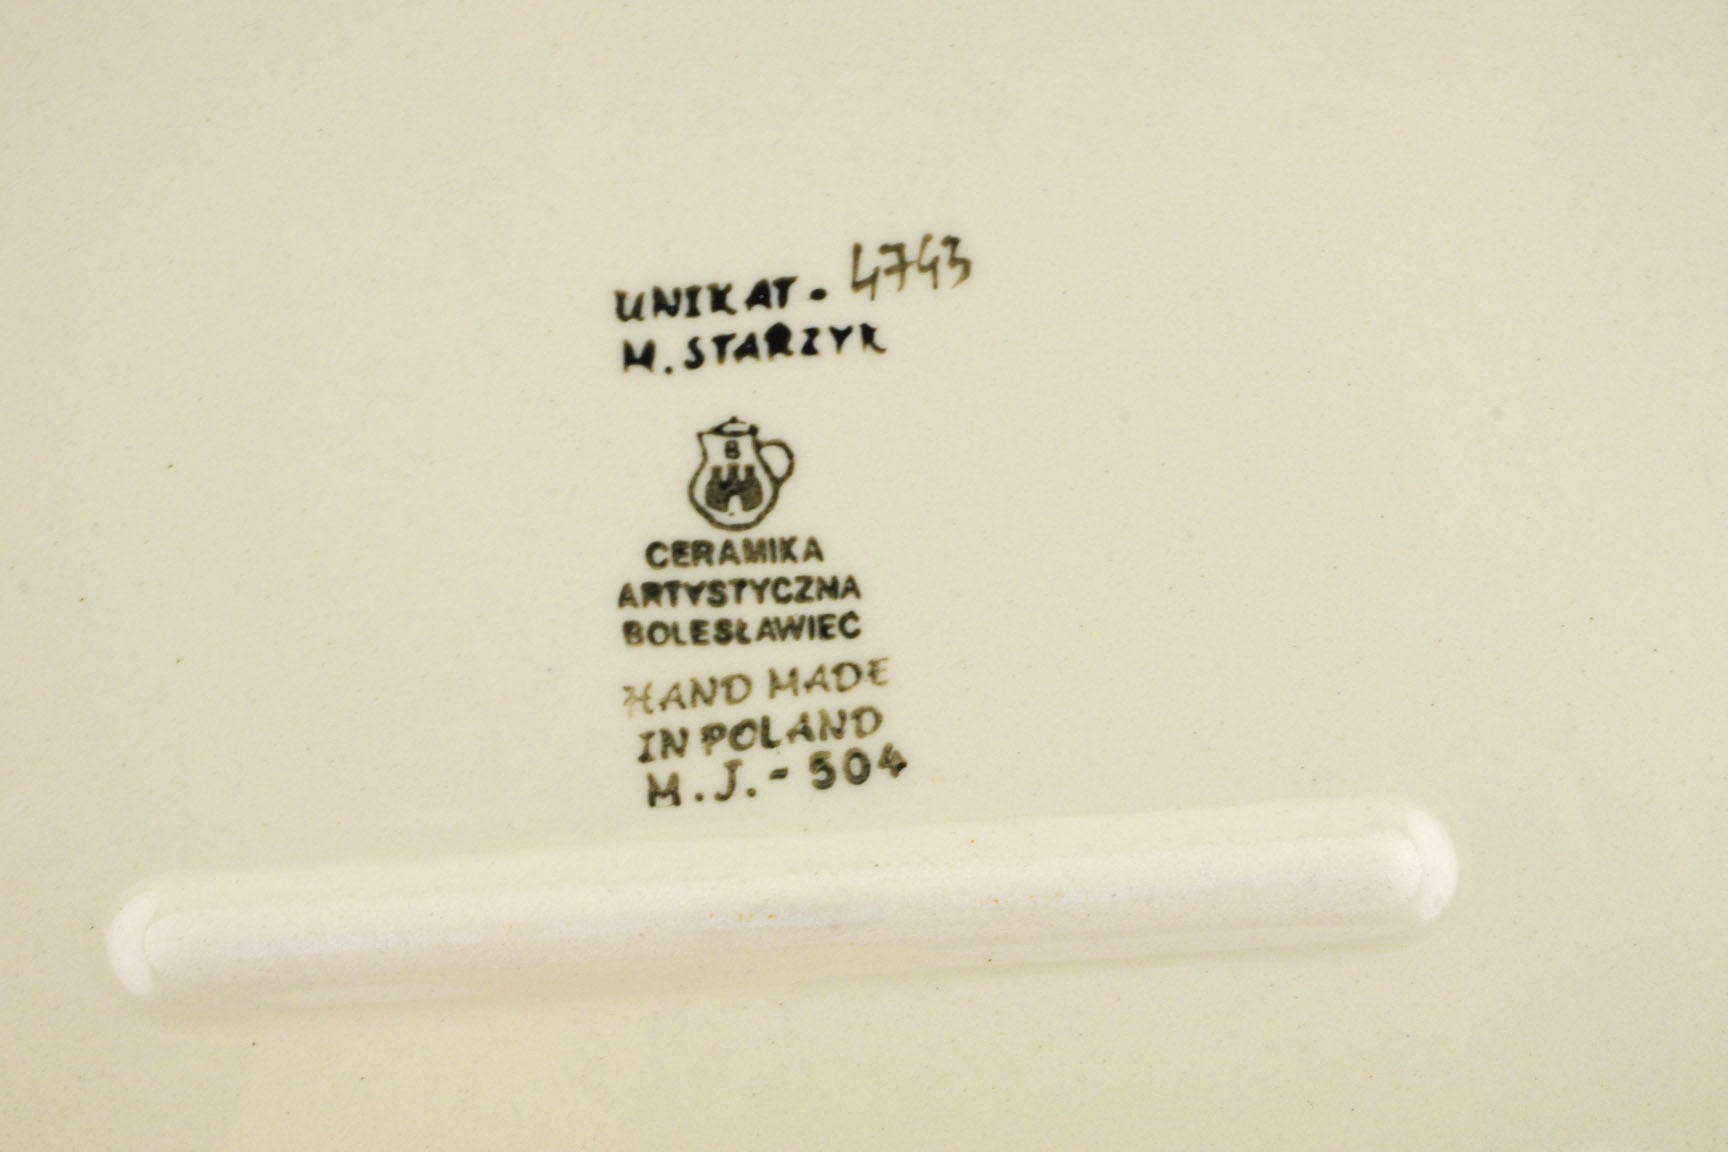 UNIKAT - 4743
M. STARZYK
B
CERAMIKA
ARTYSTYCZNA
BOLESŁAWIEC
HAND MADE
IN POLAND
M.J.-504